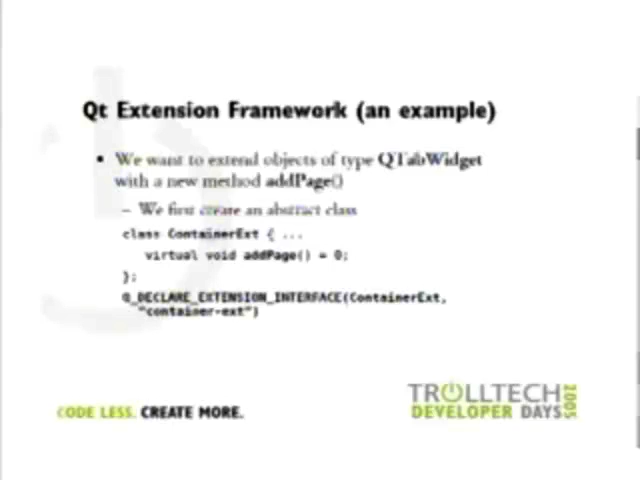 Qt Extension Framework (an example)
▪ We want to extend objects of type QTabWidget
with a new method addPage()
– We first create an abstract class
class ContainerExt { ...
virtual void addPage() = 0;
};
Q_DECLARE_EXTENSION_INTERFACE(ContainerExt,
"container-ext")
CODE LESS. CREATE MORE.
TROLLTECH
DEVELOPER DAYS 2005